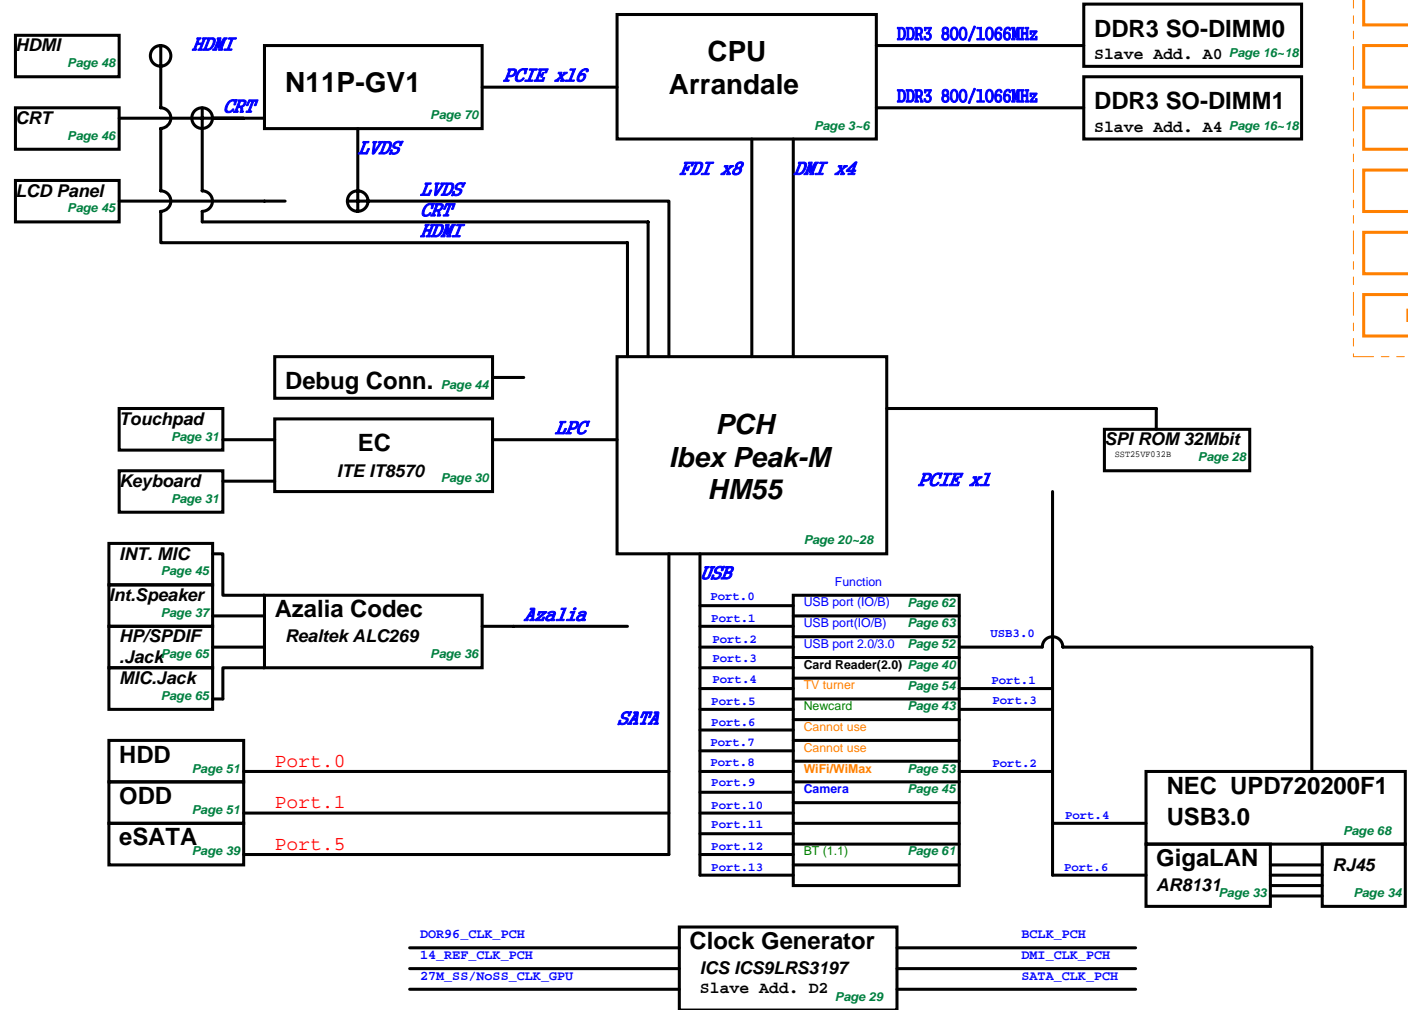 HDMI
Page 48
HDMI
CRT
Page 46
CRT
LCD Panel
Page 45
N11P-GV1
Page 70
PCIE x16
LVDS
LVDS
CRT
HDMI
CPU
Arrandale
Page 3~6
DDR3 800/1066MHz
DDR3 800/1066MHz
DDR3 SO-DIMM0
Slave Add. A0 Page 16~18
DDR3 SO-DIMM1
Slave Add. A4 Page 16~18
FDI x8
DMI x4
Debug Conn. Page 44
Touchpad
Page 31
Keyboard
Page 31
EC
ITE IT8570
Page 30
LPC
PCH
Ibex Peak-M
HM55
Page 20~28
SPI ROM 32Mbit
SST25VF032B Page 28
PCIE x1
INT. MIC
Page 45
Int.Speaker
Page 37
HP/SPDIF
.Jack Page 65
MIC.Jack
Page 65
Azalia Codec
Realtek ALC269
Page 36
Azalia
SATA
HDD
Page 51
Port.0
ODD
Page 51
Port.1
eSATA
Page 39
Port.5
USB
Function
Port.0 USB port (IO/B) Page 62
Port.1 USB port(IO/B) Page 63
Port.2 USB port 2.0/3.0 Page 52
Port.3 Card Reader(2.0) Page 40
Port.4 TV turner Page 54
Port.5 Newcard Page 43
Port.6 Cannot use
Port.7 Cannot use
Port.8 WiFi/WiMax Page 53
Port.9 Camera Page 45
Port.10
Port.11
Port.12 BT (1.1) Page 61
Port.13
USB3.0
Port.1
Port.3
Port.2
Port.4
Port.6
NEC UPD720200F1
USB3.0
Page 68
GigaLAN
AR8131 Page 33
RJ45
Page 34
DOR96_CLK_PCH
14_REF_CLK_PCH
27M_SS/NoSS_CLK_GPU
Clock Generator
ICS ICS9LRS3197
Slave Add. D2
Page 29
BCLK_PCH
DMI_CLK_PCH
SATA_CLK_PCH